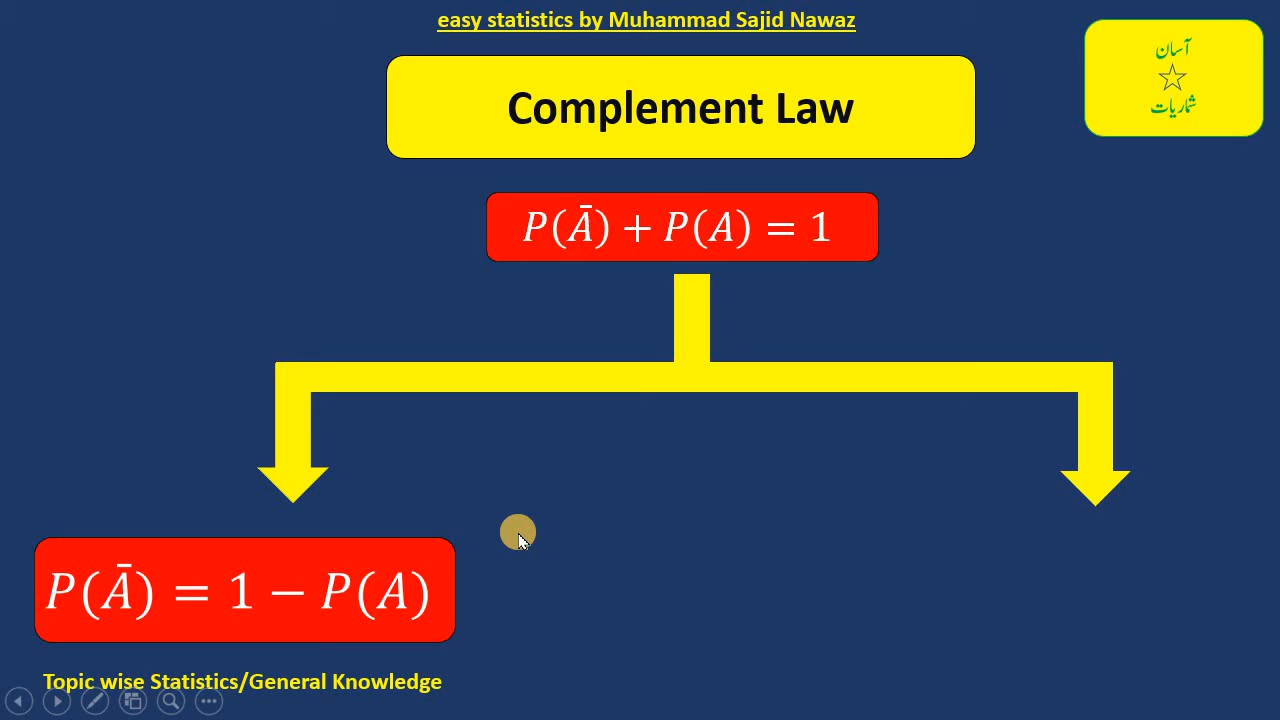 easy statistics by Muhammad Sajid Nawaz
آسان
شماریات
Complement Law
P(Ā) + P(A) = 1
P(Ā) = 1 − P(A)
Topic wise Statistics/General Knowledge